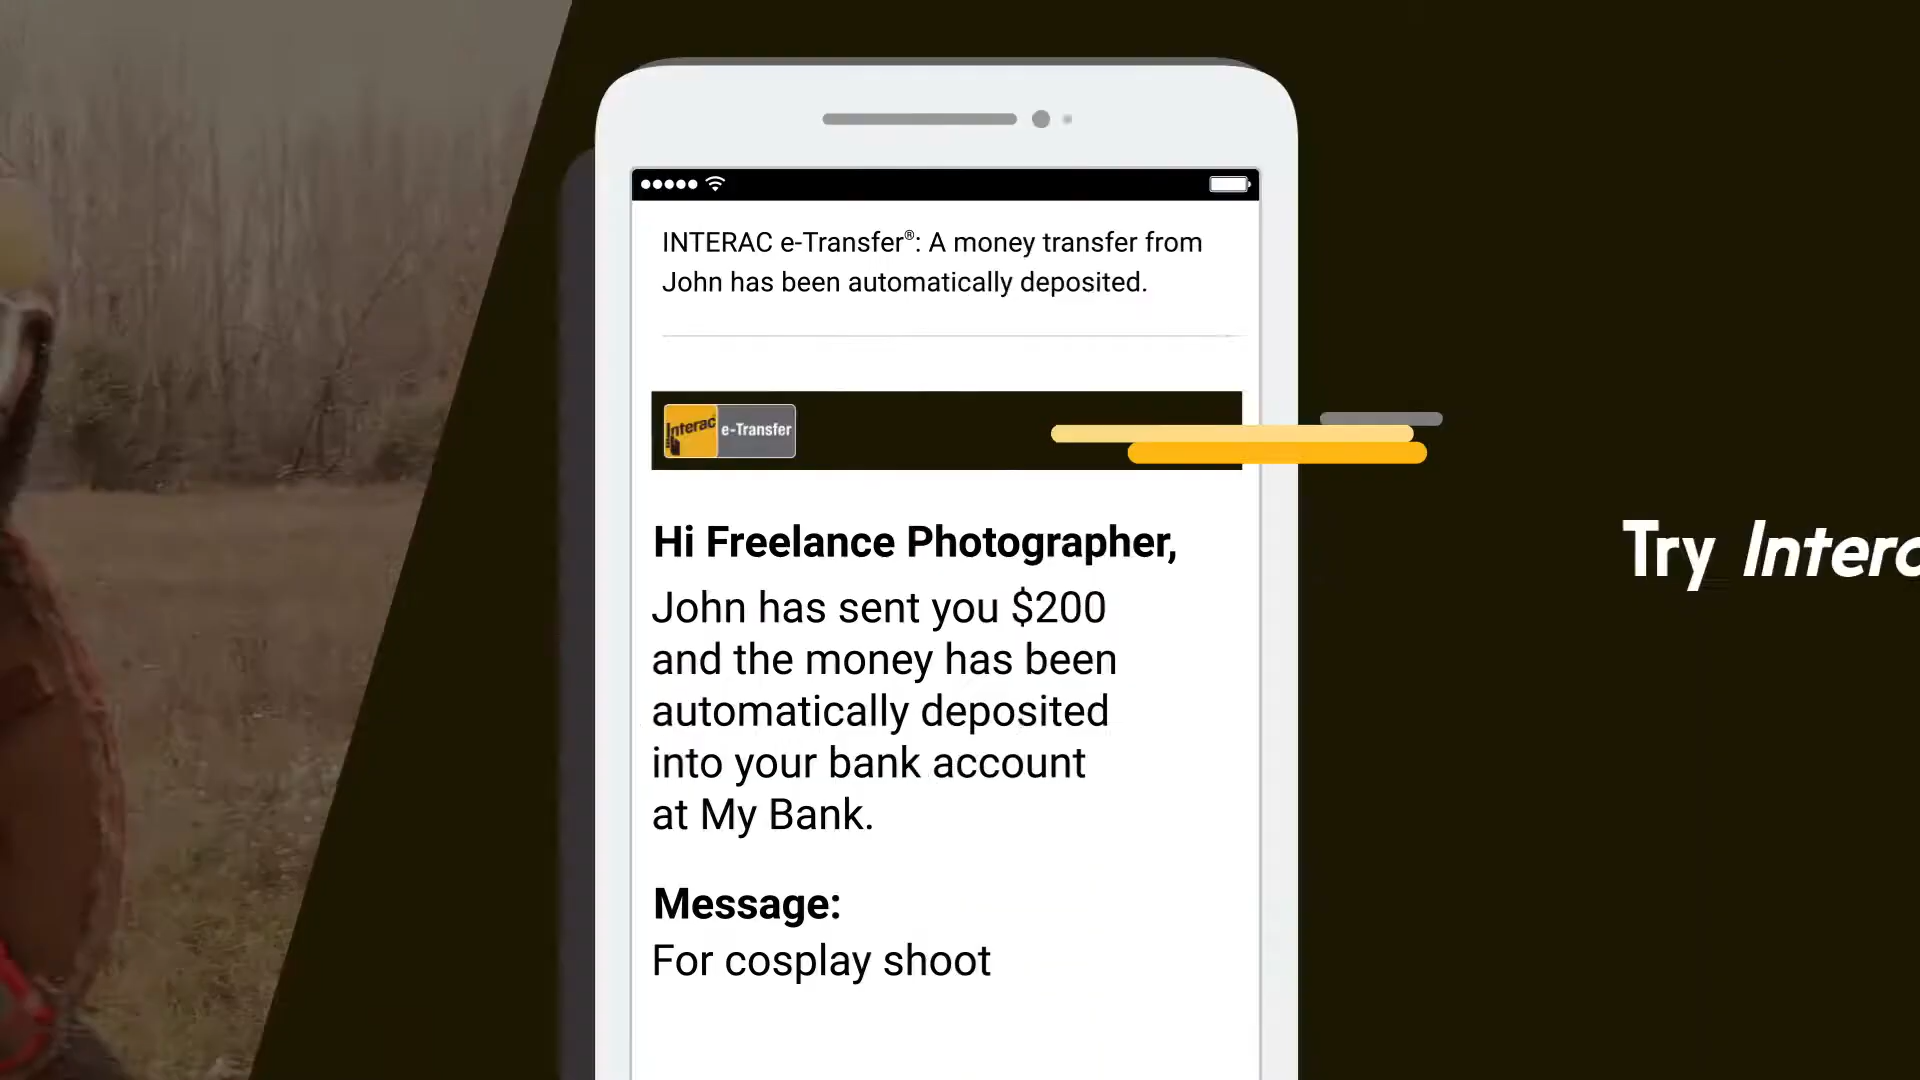 INTERAC e-Transfer®: A money transfer from
John has been automatically deposited.
Interac e-Transfer
Hi Freelance Photographer,
John has sent you $200
and the money has been
automatically deposited
into your bank account
at My Bank.
Message:
For cosplay shoot
Try